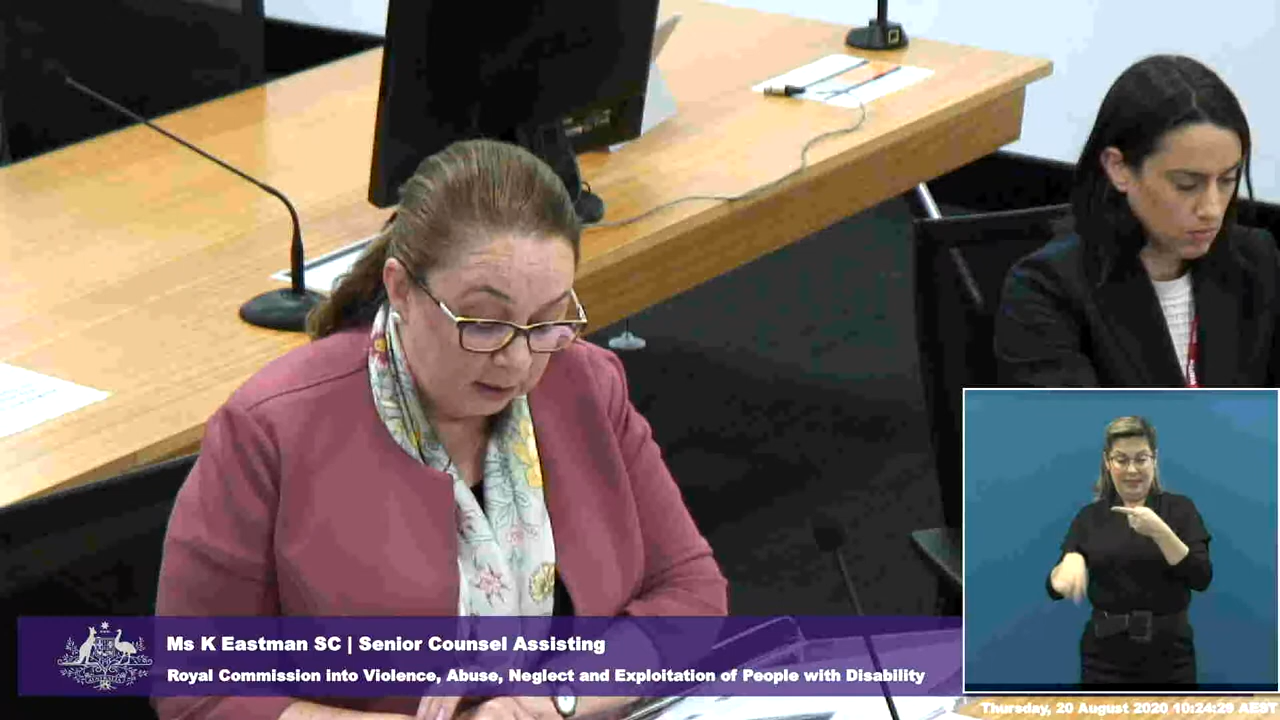 Ms K Eastman SC | Senior Counsel Assisting
Royal Commission into Violence, Abuse, Neglect and Exploitation of People with Disability
Thursday, 20 August 2020 10:24:29 AEST